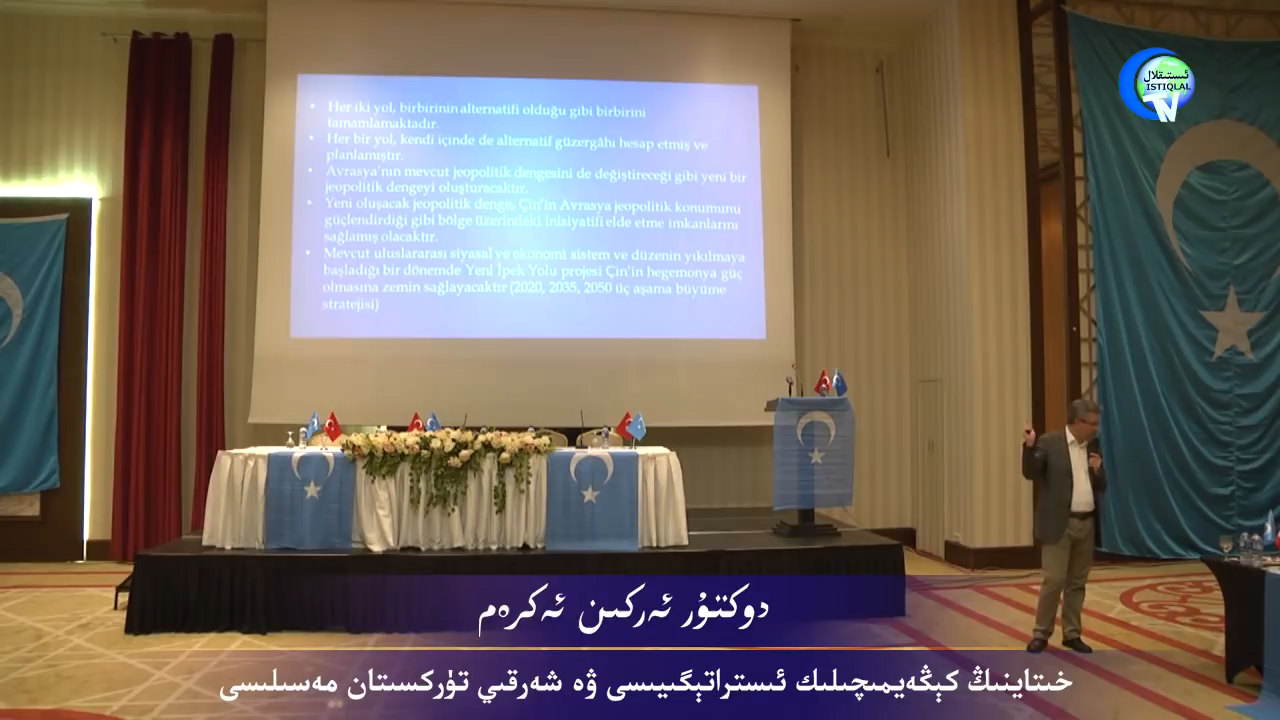 ئىستىقلال
ISTIQLAL
TV
• Her iki yol, birbirinin alternatifi olduğu gibi birbirini
tamamlamaktadır.
• Her bir yol, kendi içinde de alternatif güzergâhı hesap etmiş ve
planlamıştır.
• Avrasya'nın mevcut jeopolitik dengesini de değiştireceği gibi yeni bir
jeopolitik dengeyi oluşturacaktır.
• Yeni oluşacak jeopolitik denge, Çin'in Avrasya jeopolitik konumunu
güçlendirdiği gibi bölge üzerindeki inisiyatifi elde etme imkanlarını
sağlamış olacaktır.
• Mevcut uluslararası siyasal ve ekonomi sistem ve düzenin yıkılmaya
başladığı bir dönemde Yeni İpek Yolu projesi Çin'in hegemonya güç
olmasına zemin sağlayacaktır (2020, 2035, 2050 üç aşama büyüme
stratejisi)
دوكتۇر ئەركىن ئەكرەم
خىتاينىڭ كېڭەيمىچىلىك ئىستراتېگىيىسى ۋە شەرقىي تۈركىستان مەسىلىسى